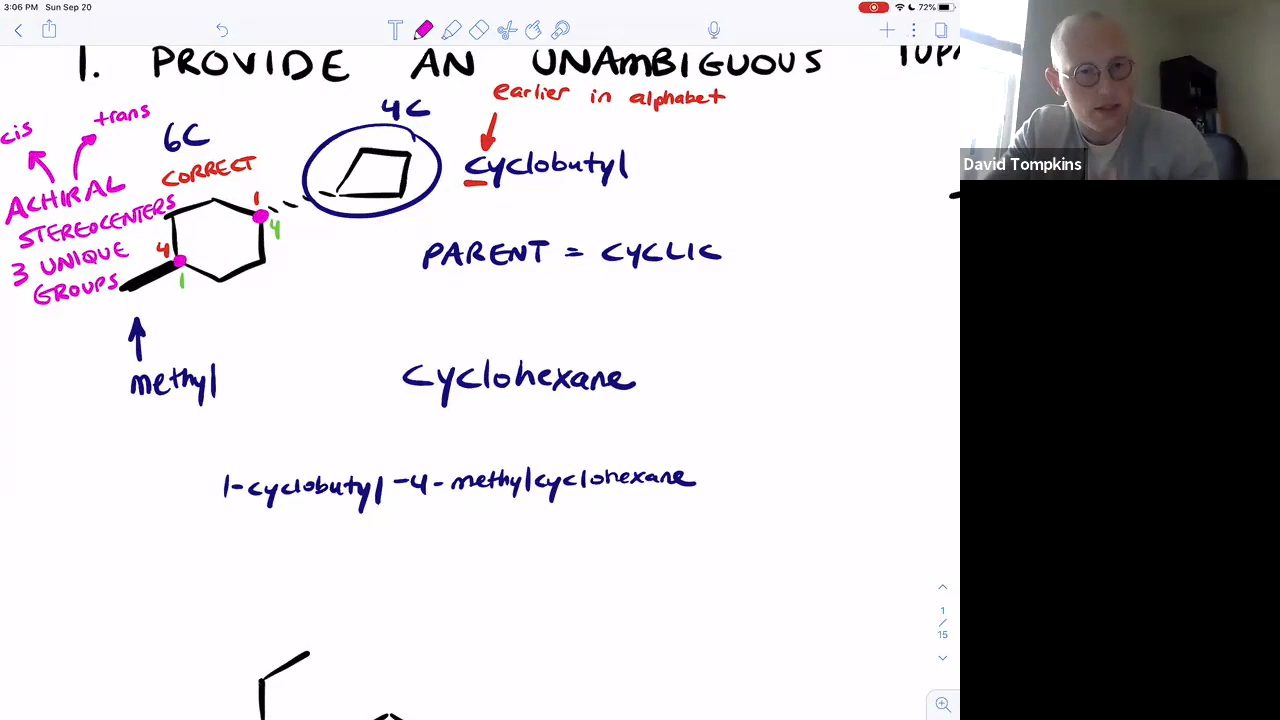 3:06 PM Sun Sep 20
72%
1. PROVIDE AN UNAMBIGUOUS IUPA
earlier in alphabet
4C
cyclobutyl
cis
trans
6C
CORRECT
ACHIRAL
STEREOCENTERS
3 UNIQUE
GROUPS
1
4
4
1
PARENT = CYCLIC
methyl
cyclohexane
1-cyclobutyl-4-methylcyclohexane
David Tompkins
1
/
15